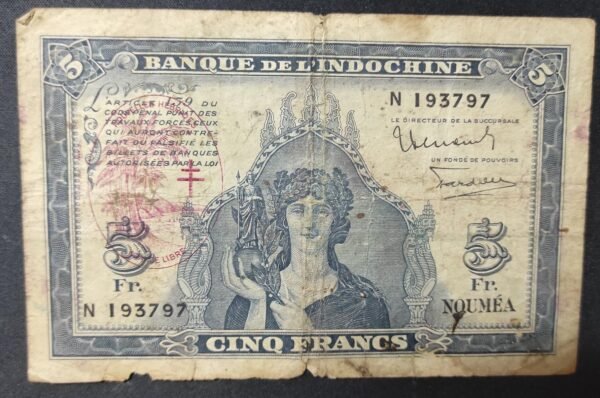 5 BANQUE DE L'INDOCHINE 5
L'ARTICLE 139 DU
CODE PENAL PUNIT DES
TRAVAUX FORCES CEUX
QUI AURONT CONTRE-
FAIT OU FALSIFIE LES
BILLETS DE BANQUES
AUTORISEES PAR LA LOI
N 193797
LE DIRECTEUR DE LA SUCCURSALE
UN FONDÉ DE POUVOIRS
LIBRE
5
Fr.
N 193797
5
Fr.
NOUMÉA
CINQ FRANCS